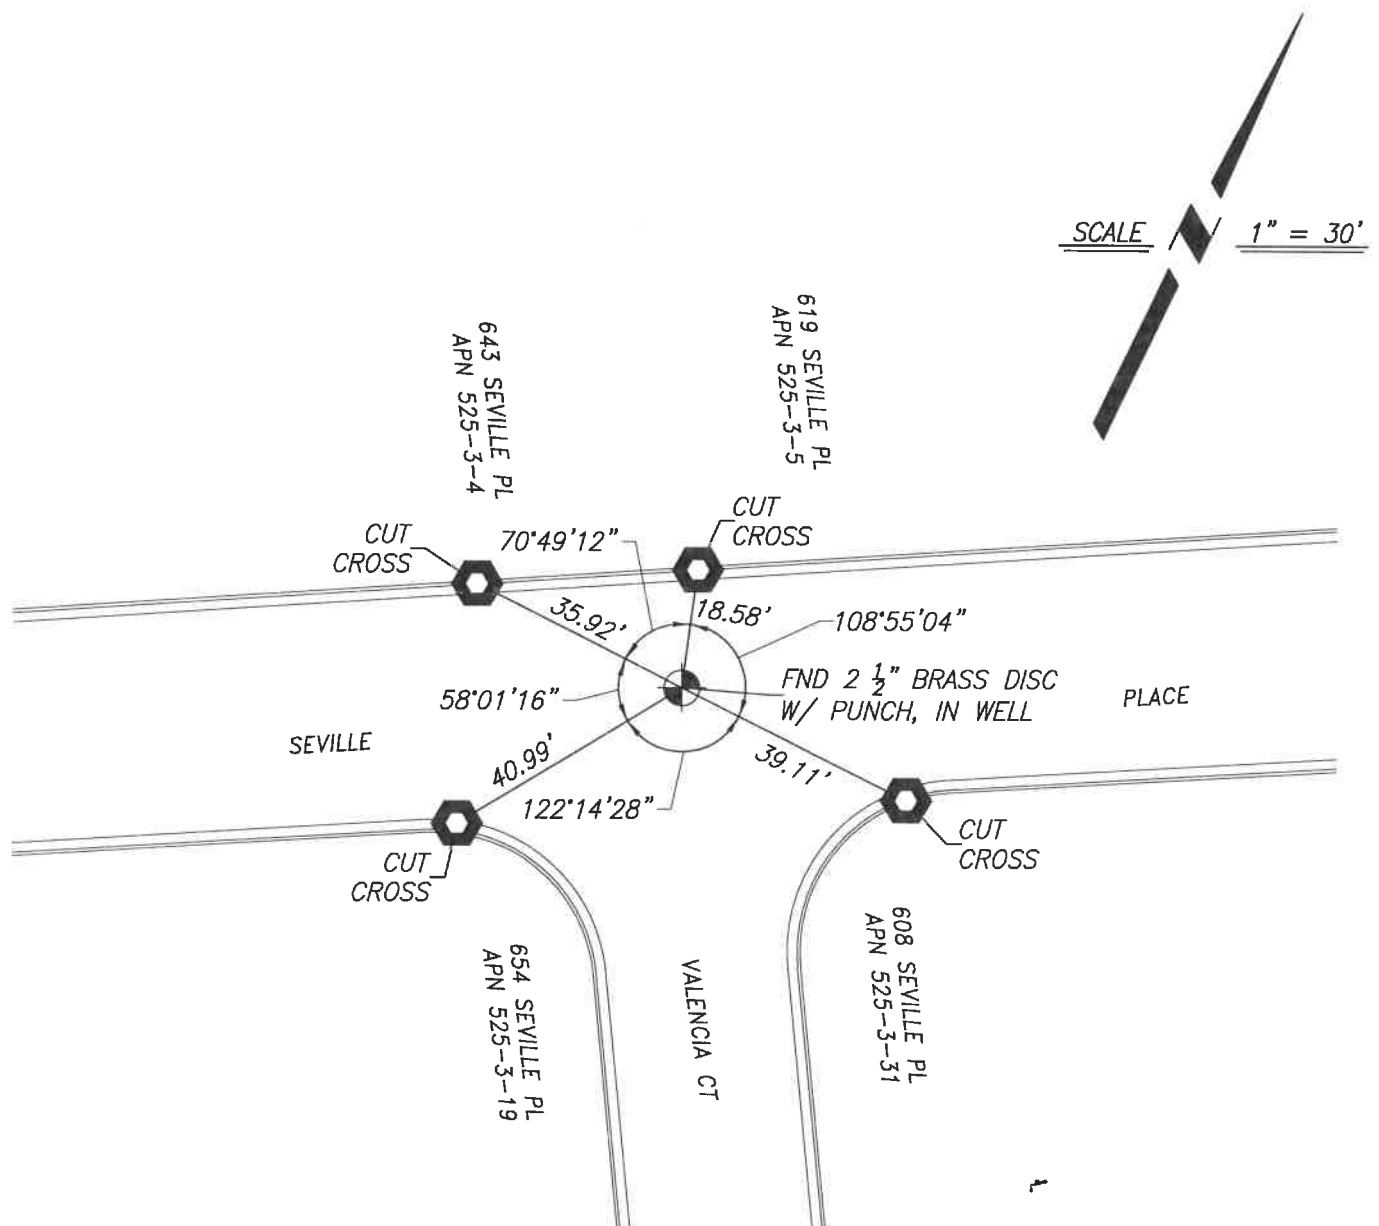 SCALE 1" = 30'
619 SEVILLE PL
APN 525-3-5
643 SEVILLE PL
APN 525-3-4
CUT
CROSS
70°49'12"
CUT
CROSS
35.92'
18.58'
108°55'04"
58°01'16"
FND 2 1/2" BRASS DISC
W/ PUNCH, IN WELL
PLACE
SEVILLE
40.99'
39.11'
122°14'28"
CUT
CROSS
CUT
CROSS
654 SEVILLE PL
APN 525-3-19
VALENCIA CT
608 SEVILLE PL
APN 525-3-31